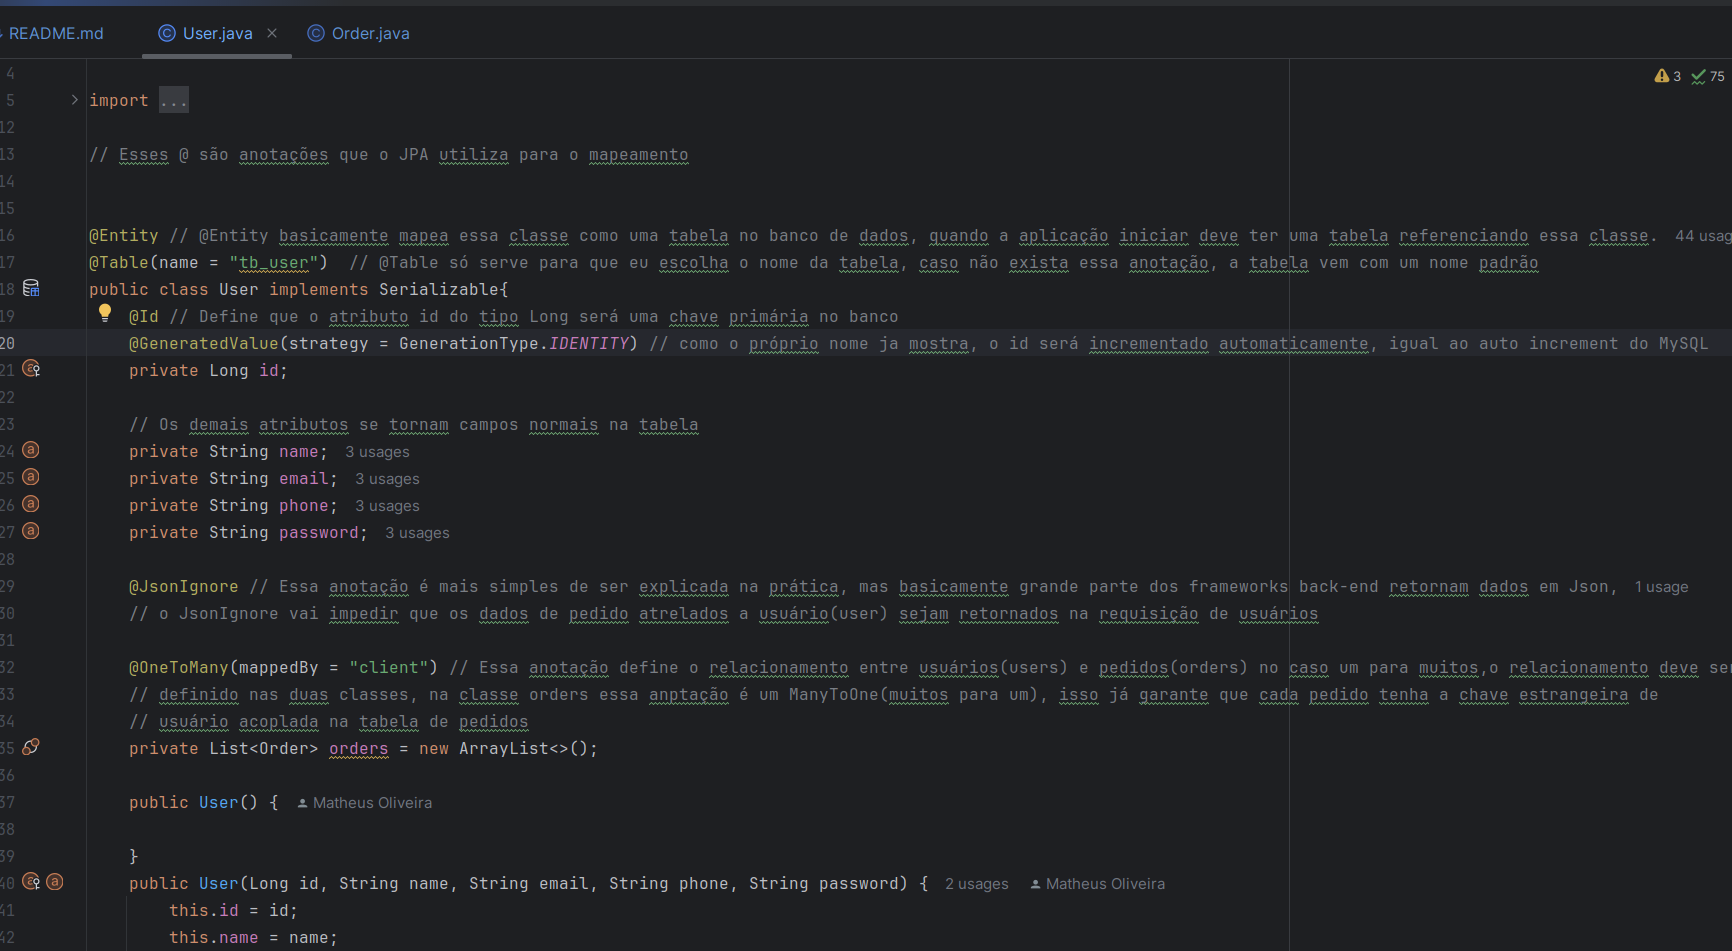 README.md User.java Order.java
3 75
4
5 import ...
12
13 // Esses @ são anotações que o JPA utiliza para o mapeamento
14
15
16 @Entity // @Entity basicamente mapea essa classe como uma tabela no banco de dados, quando a aplicação iniciar deve ter uma tabela referenciando essa classe. 44 usag
17 @Table(name = "tb_user") // @Table só serve para que eu escolha o nome da tabela, caso não exista essa anotação, a tabela vem com um nome padrão
18 public class User implements Serializable{
19 @Id // Define que o atributo id do tipo Long será uma chave primária no banco
20 @GeneratedValue(strategy = GenerationType.IDENTITY) // como o próprio nome ja mostra, o id será incrementado automaticamente, igual ao auto increment do MySQL
21 private Long id;
22
23 // Os demais atributos se tornam campos normais na tabela
24 private String name; 3 usages
25 private String email; 3 usages
26 private String phone; 3 usages
27 private String password; 3 usages
28
29 @JsonIgnore // Essa anotação é mais simples de ser explicada na prática, mas basicamente grande parte dos frameworks back-end retornam dados em Json, 1 usage
30 // o JsonIgnore vai impedir que os dados de pedido atrelados a usuário(user) sejam retornados na requisição de usuários
31
32 @OneToMany(mappedBy = "client") // Essa anotação define o relacionamento entre usuários(users) e pedidos(orders) no caso um para muitos,o relacionamento deve ser
33 // definido nas duas classes, na classe orders essa anptação é um ManyToOne(muitos para um), isso já garante que cada pedido tenha a chave estrangeira de
34 // usuário acoplada na tabela de pedidos
35 private List<Order> orders = new ArrayList<>();
36
37 public User() { Matheus Oliveira
38
39 }
40 public User(Long id, String name, String email, String phone, String password) { 2 usages Matheus Oliveira
41 this.id = id;
42 this.name = name;